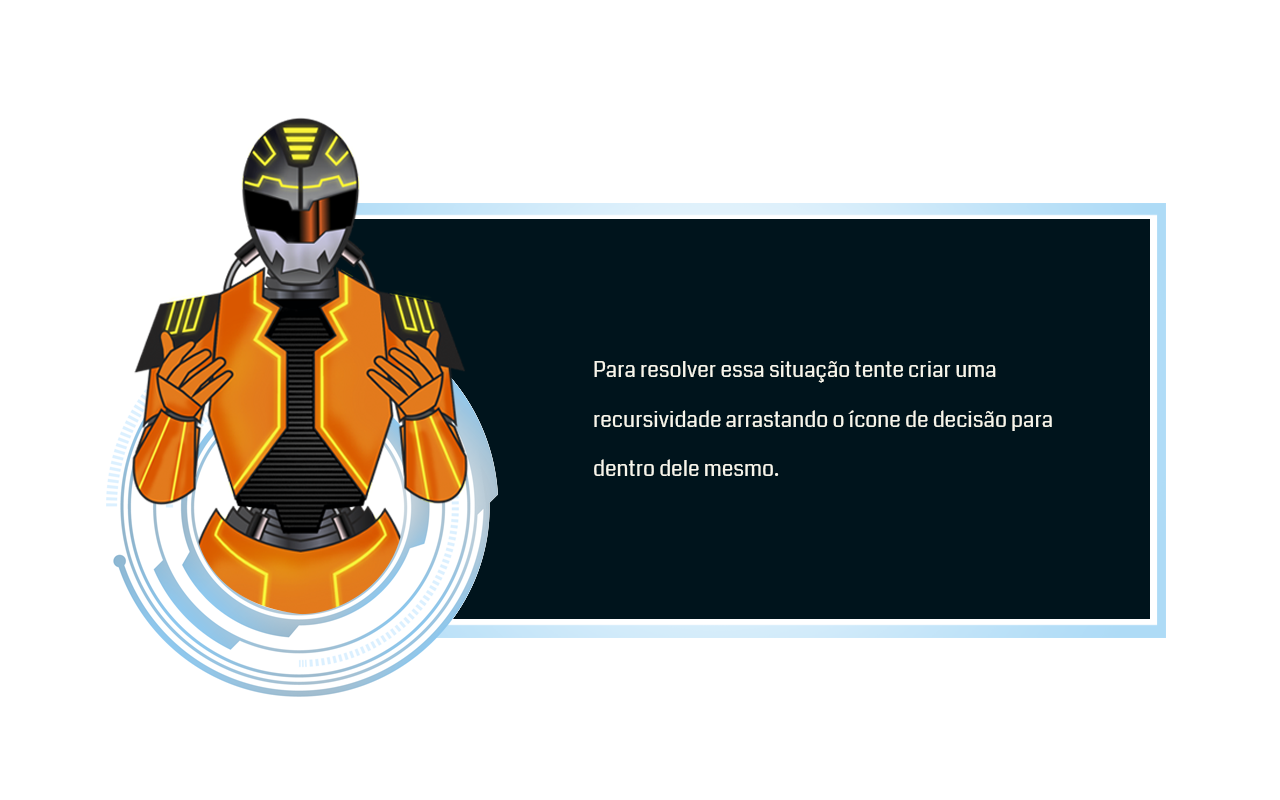 Para resolver essa situação tente criar uma
recursividade arrastando o ícone de decisão para
dentro dele mesmo.